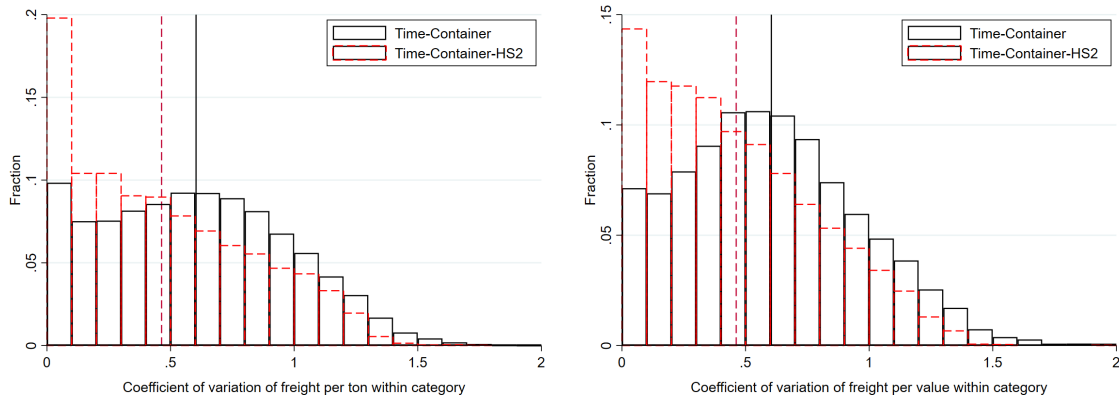 .2
.15
.1
.05
0
Fraction
Time-Container
Time-Container-HS2
0
.5
1
1.5
2
Coefficient of variation of freight per ton within category
.15
.1
.05
0
Fraction
Time-Container
Time-Container-HS2
0
.5
1
1.5
2
Coefficient of variation of freight per value within category